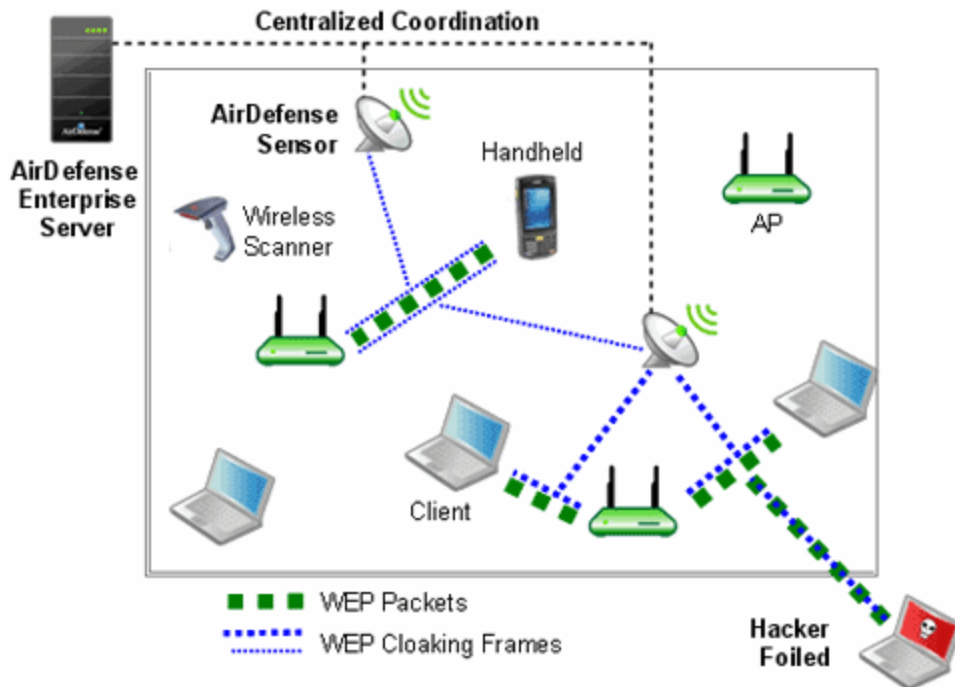 Centralized Coordination
AirDefense
Sensor
AirDefense
AirDefense
Enterprise
Server
Handheld
Wireless
Scanner
AP
Client
WEP Packets
WEP Cloaking Frames
Hacker
Foiled